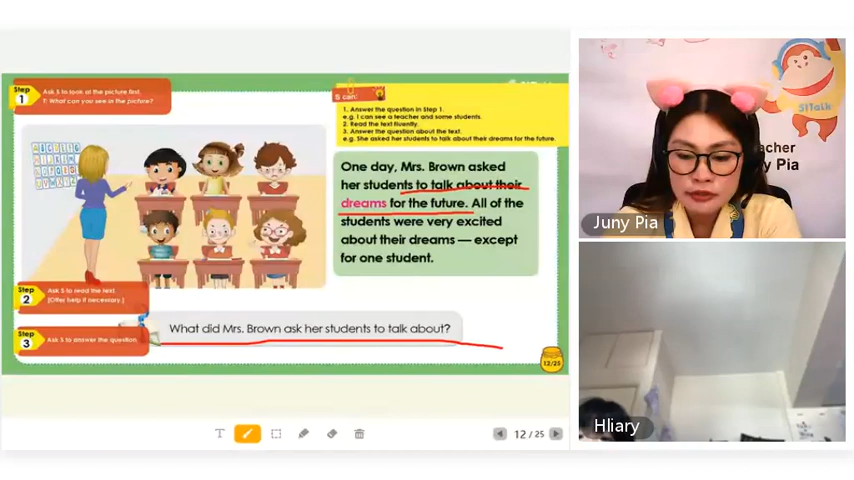 Step 1
Ask S to look at the picture first.
T: What can you see in the picture?
S can:
1. Answer the question in Step 1.
e.g. I can see a teacher and some students.
2. Read the text fluently.
3. Answer the question about the text.
e.g. She asked her students to talk about their dreams for the future.
One day, Mrs. Brown asked
her students to talk about their
dreams for the future. All of the
students were very excited
about their dreams — except
for one student.
Step 2
Ask S to read the text.
[Offer help if necessary.]
Step 3
Ask S to answer the question.
What did Mrs. Brown ask her students to talk about?
12/25
T
12 / 25
51Talk
Juny Pia
Hliary